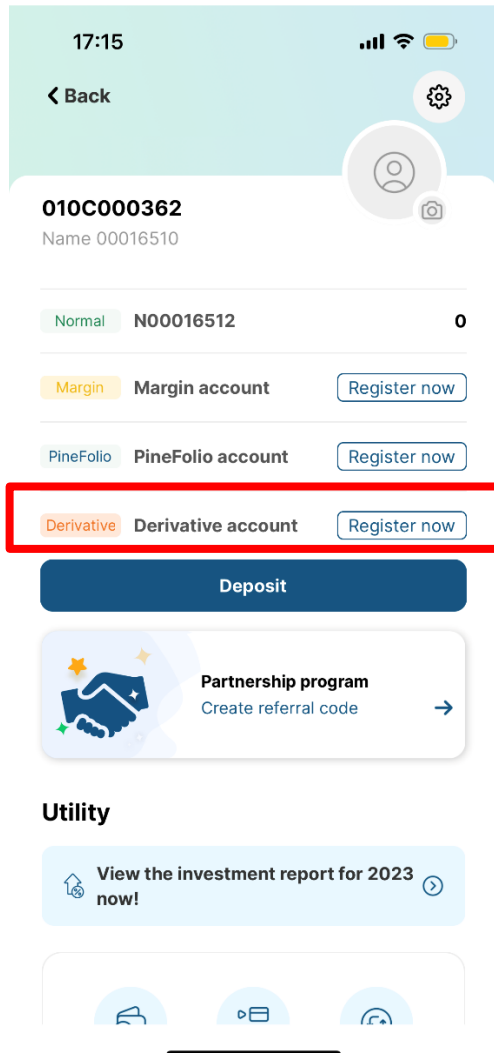 17:15
Back
010C000362
Name 00016510
Normal N00016512 0
Margin Margin account Register now
PineFolio PineFolio account Register now
Derivative Derivative account Register now
Deposit
Partnership program
Create referral code
Utility
View the investment report for 2023
now!